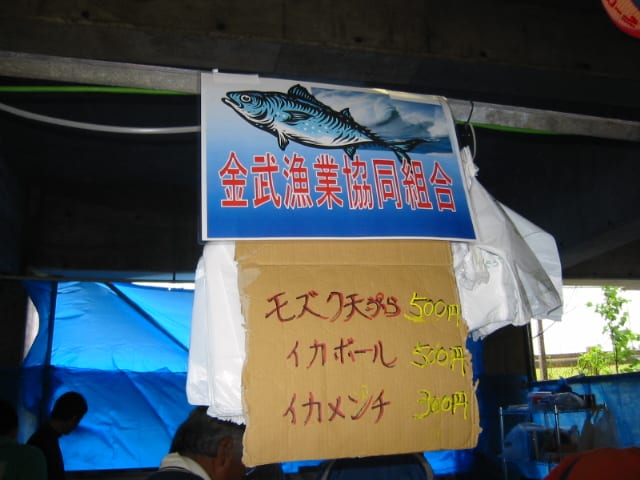 金武漁業協同組合
モズク天ぷら 500円
イカボール 500円
イカメンチ 300円